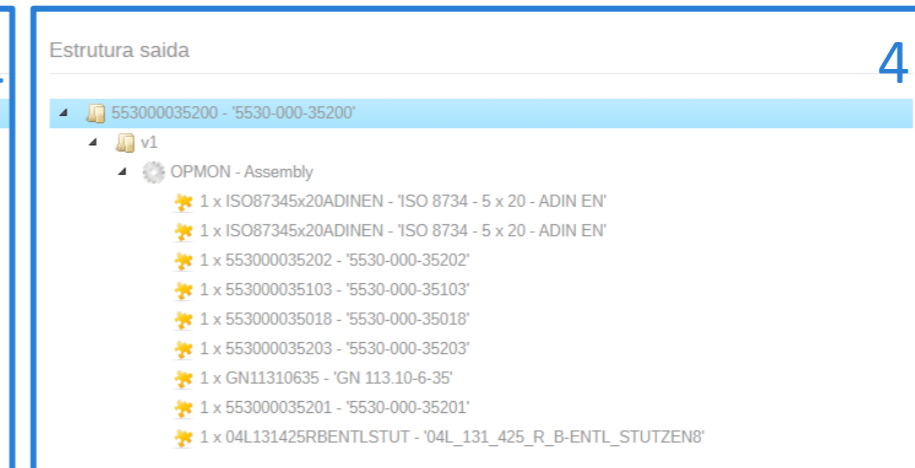 Estrutura saida
4
553000035200 - '5530-000-35200'
v1
OPMON - Assembly
1 x ISO87345x20ADINEN - 'ISO 8734 - 5 x 20 - ADIN EN'
1 x ISO87345x20ADINEN - 'ISO 8734 - 5 x 20 - ADIN EN'
1 x 553000035202 - '5530-000-35202'
1 x 553000035103 - '5530-000-35103'
1 x 553000035018 - '5530-000-35018'
1 x 553000035203 - '5530-000-35203'
1 x GN11310635 - 'GN 113.10-6-35'
1 x 553000035201 - '5530-000-35201'
1 x 04L131425RBENTLSTUT - '04L_131_425_R_B-ENTL_STUTZEN8'